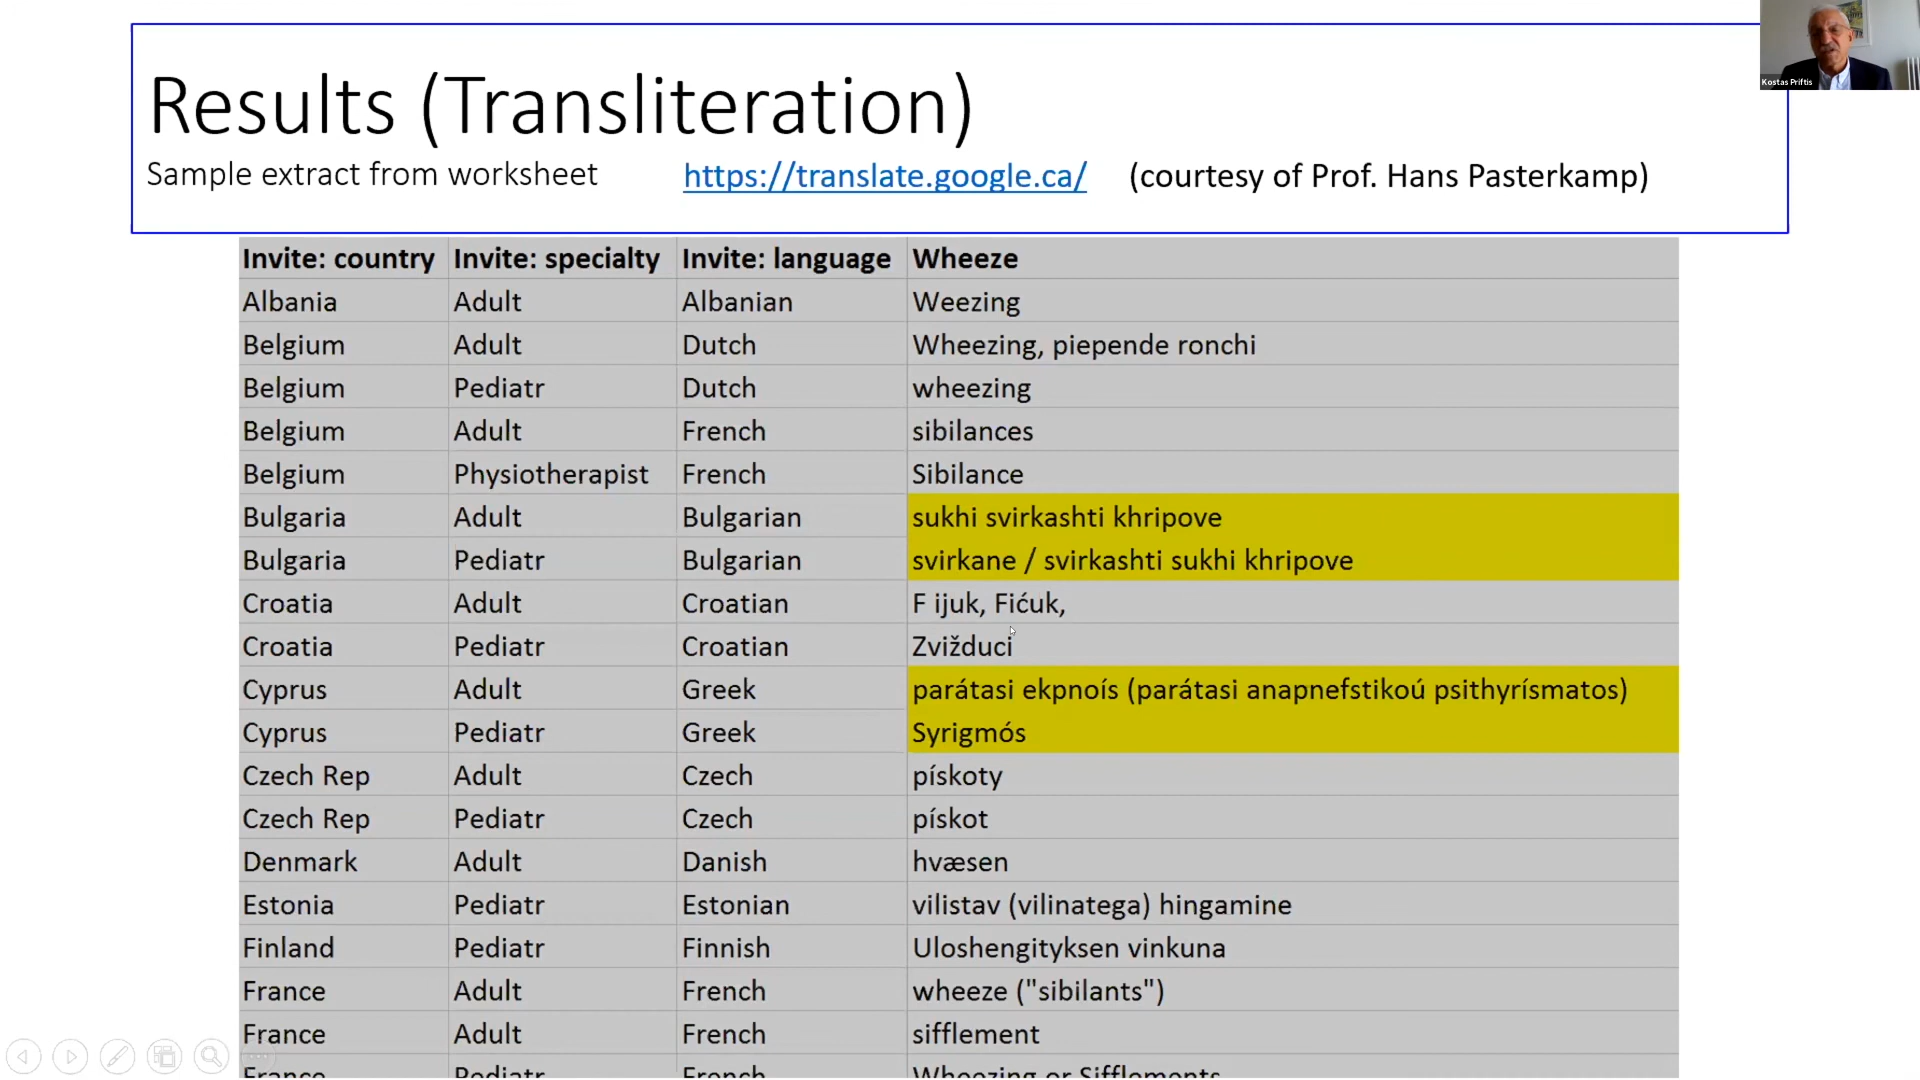 Kostas Priftis
Results (Transliteration)
Sample extract from worksheet https://translate.google.ca/ (courtesy of Prof. Hans Pasterkamp)
Invite: country Invite: specialty Invite: language Wheeze
Albania Adult Albanian Weezing
Belgium Adult Dutch Wheezing, piepende ronchi
Belgium Pediatr Dutch wheezing
Belgium Adult French sibilances
Belgium Physiotherapist French Sibilance
Bulgaria Adult Bulgarian sukhi svirkashti khripove
Bulgaria Pediatr Bulgarian svirkane / svirkashti sukhi khripove
Croatia Adult Croatian F ijuk, Fićuk,
Croatia Pediatr Croatian Zvižduci
Cyprus Adult Greek parátasi ekpnoís (parátasi anapnefstikoú psithyrísmatos)
Cyprus Pediatr Greek Syrigmós
Czech Rep Adult Czech pískoty
Czech Rep Pediatr Czech pískot
Denmark Adult Danish hvæsen
Estonia Pediatr Estonian vilistav (vilinatega) hingamine
Finland Pediatr Finnish Uloshengityksen vinkuna
France Adult French wheeze ("sibilants")
France Adult French sifflement
France Pediatr French Wheezing or Sifflements